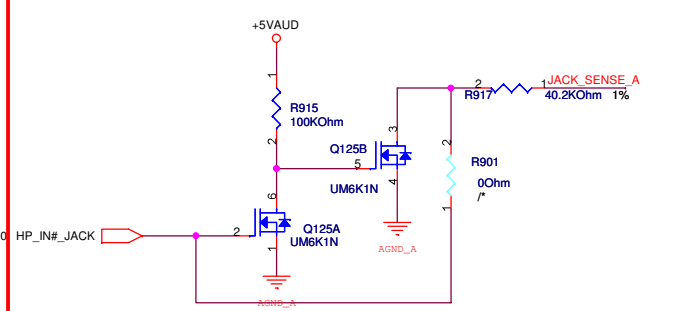 +5VAUD
1
R915
100KOhm
2
JACK_SENSE_A
2
1
R917
40.2KOhm
1%
3
Q125B
5
UM6K1N
4
2
R901
0Ohm
/*
1
AGND_A
6
0
HP_IN#_JACK
2
Q125A
UM6K1N
1
AGND_A